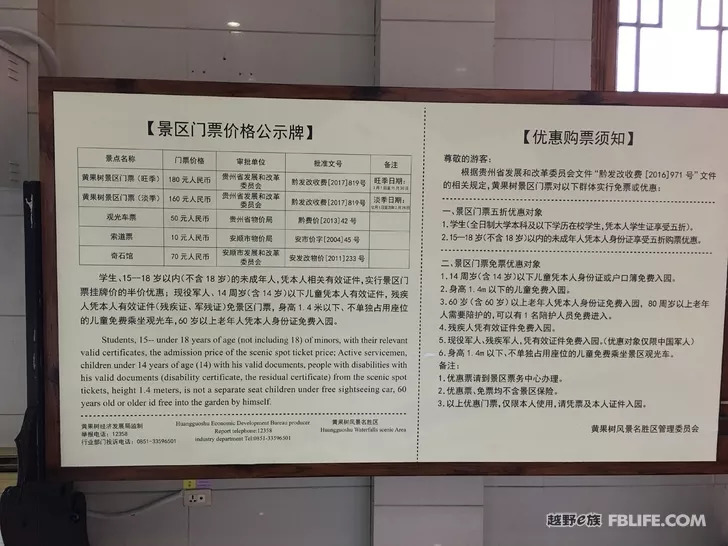 【景区门票价格公示牌】
景点名称 门票价格 审批单位 批准文号 备注
黄果树景区门票(旺季) 180 元人民币 贵州省发展和改革委员会 黔发改收费[2017]819号 旺季日期:
黄果树景区门票(淡季) 160 元人民币 贵州省发展和改革委员会 黔发改收费[2017]819号 淡季日期:
观光车票 50 元人民币 贵州省物价局 黔费价[2013]42 号
索道票 10 元人民币 安顺市物价局 安市价字[2004]45 号
奇石馆 70 元人民币 安顺市发展和改革委员会 安发改物价[2011]233 号
学生、15—18 岁以内(不含 18 岁)的未成年人,凭本人相关有效证件,实行景区门
票挂牌价的半价优惠; 现役军人、14 周岁(含 14 岁)以下儿童凭本人有效证件, 残疾
人凭本人有效证件(残疾证、军残证)免景区门票, 身高 1.4 米以下、不单独占用座位
的儿童免费乘坐观光车,60 岁以上老年人凭本人身份证免费入园。
Students, 15-- under 18 years of age (not including 18) of minors, with their relevant
valid certificates, the admission price of the scenic spot ticket price; Active servicemen,
children under 14 years of age (14) with his valid documents, people with disabilities with
his valid documents (disability certificate, the residual certificate) from the scenic spot
tickets, height 1.4 meters, is not a separate seat children under free sightseeing car, 60
years old or older id free into the garden by himself.
黄果树经济发展局监制
举报电话: 12358
行业部门投诉电话: 0851-33596501
Huangguoshu Economic Development Bureau producer
Report telephone:12358
industry department Tel:0851-33596501
黄果树风景名胜区
Huangguoshu Waterfalls scenic Area
【优惠购票须知】
尊敬的游客:
根据贵州省发展和改革委员会文件“黔发改收费 [2016]971 号”文件
的相关规定, 黄果树景区门票对以下群体实行免票或优惠:
一、景区门票五折优惠对象
1.学生(全日制大学本科及以下学历在校学生,凭本人学生证享受五折)。
2.15—18 岁(不含 18 岁)以内的未成年人凭本人身份证享受五折购票优惠。
二、景区门票免票优惠对象
1.14 周岁(含 14 岁)以下儿童凭本人身份证或户口簿免费入园。
2.身高 1.4m以下的儿童免费入园。
3.60 岁(含 60 岁)以上老年人凭本人身份证免费入园, 80 周岁以上老年
人需要陪护的,可以有 1 名陪护人员免费进入。
4.残疾人凭有效证件免费入园。
5.现役军人、残疾军人,凭有效证件免费入园。(优惠对象仅限中国军人)
6.身高 1.4m以下、不单独占用座位的儿童免费乘坐景区观光车。
备注:
1.优惠票请到景区票务中心办理。
2.优惠票、免票均不含景区保险。
3.以上优惠门票,仅限本人使用,请凭票及本人证件入园。
黄果树风景名胜区管理委员会
越野e族 FBLIFE.COM